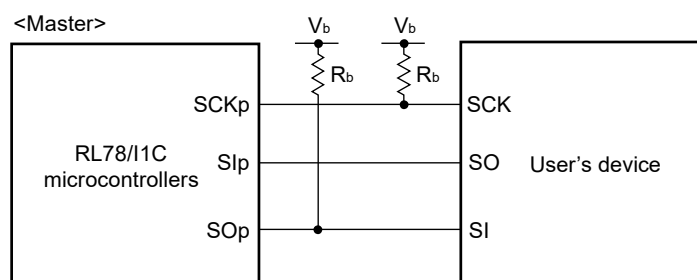 <Master>
Vb Vb
Rb Rb
SCKp SCK
RL78/I1C
microcontrollers
SIp SO
User's device
SOp SI